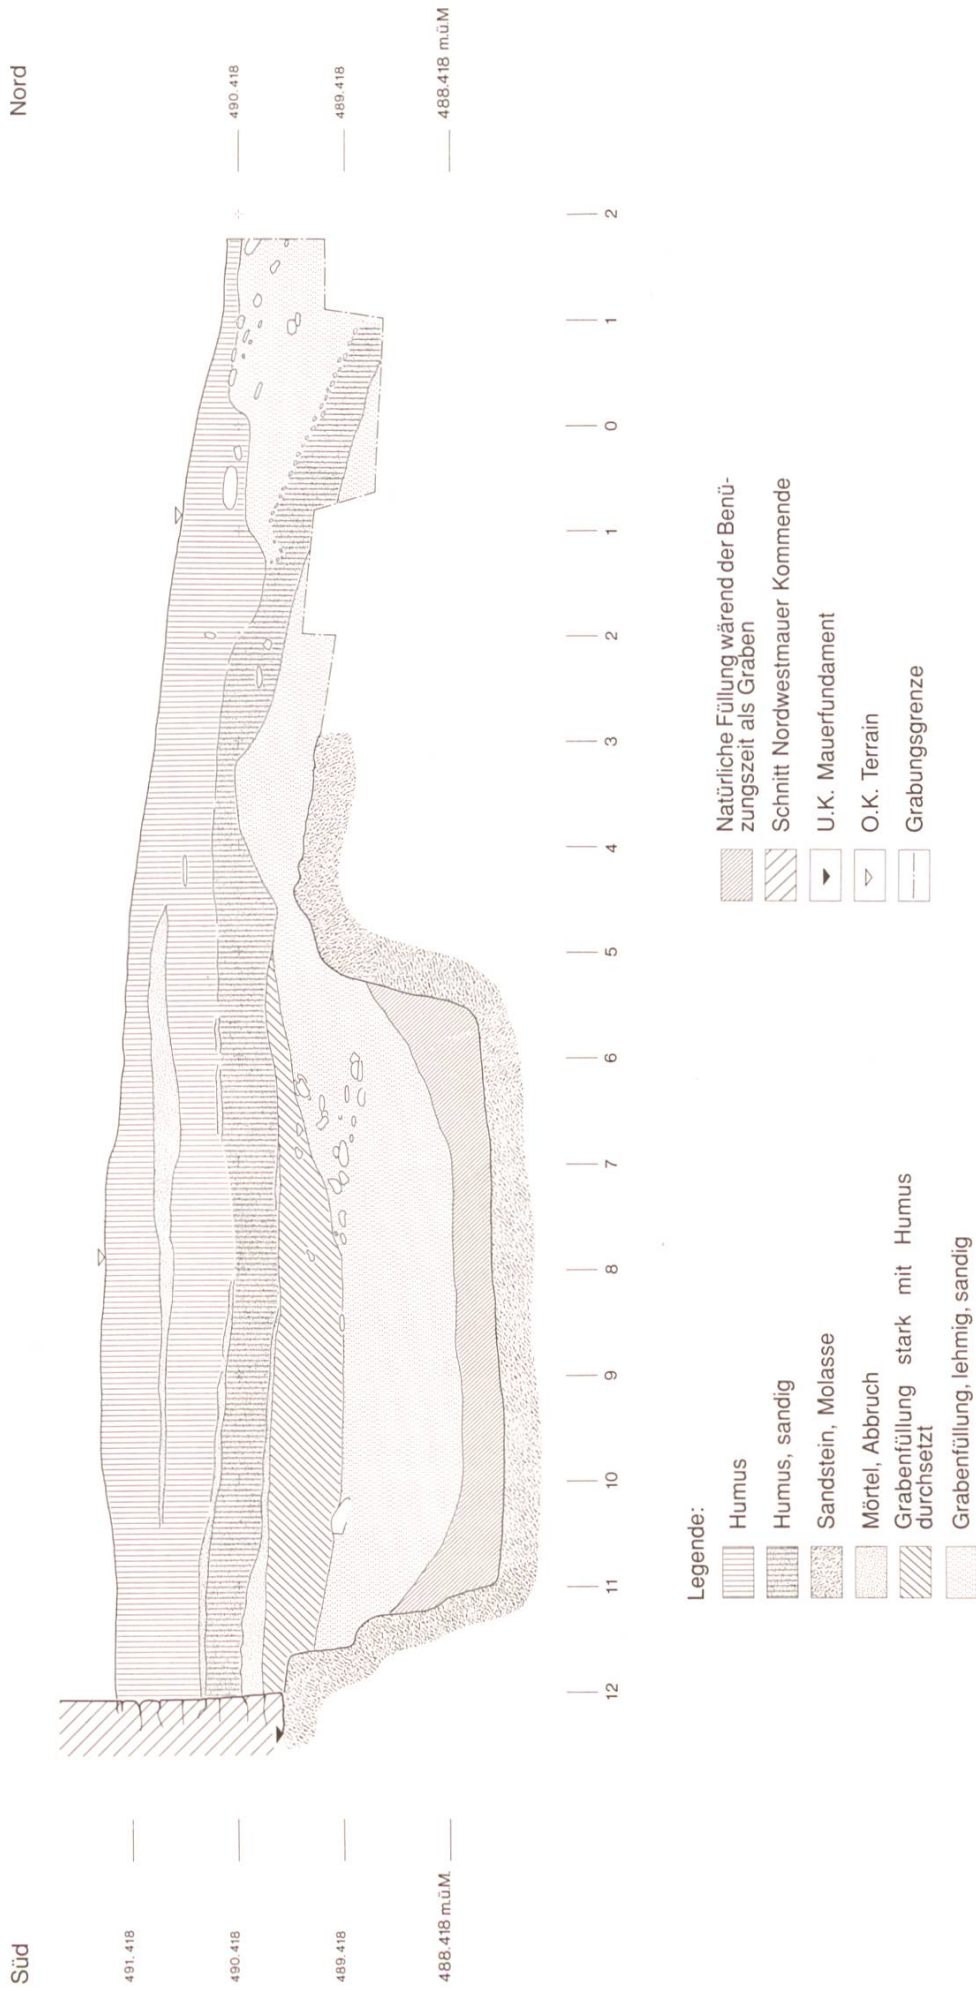 Süd
Nord
491.418
490.418
489.418
488.418 m.ü.M.
490.418
489.418
488.418 m.ü.M
12
11
10
9
8
7
6
5
4
3
2
1
0
1
2
Legende:
Humus
Humus, sandig
Sandstein, Molasse
Mörtel, Abbruch
Grabenfüllung stark mit Humus
durchsetzt
Grabenfüllung, lehmig, sandig
Natürliche Füllung wärend der Benü-
zungszeit als Graben
Schnitt Nordwestmauer Kommende
U.K. Mauerfundament
O.K. Terrain
Grabungsgrenze